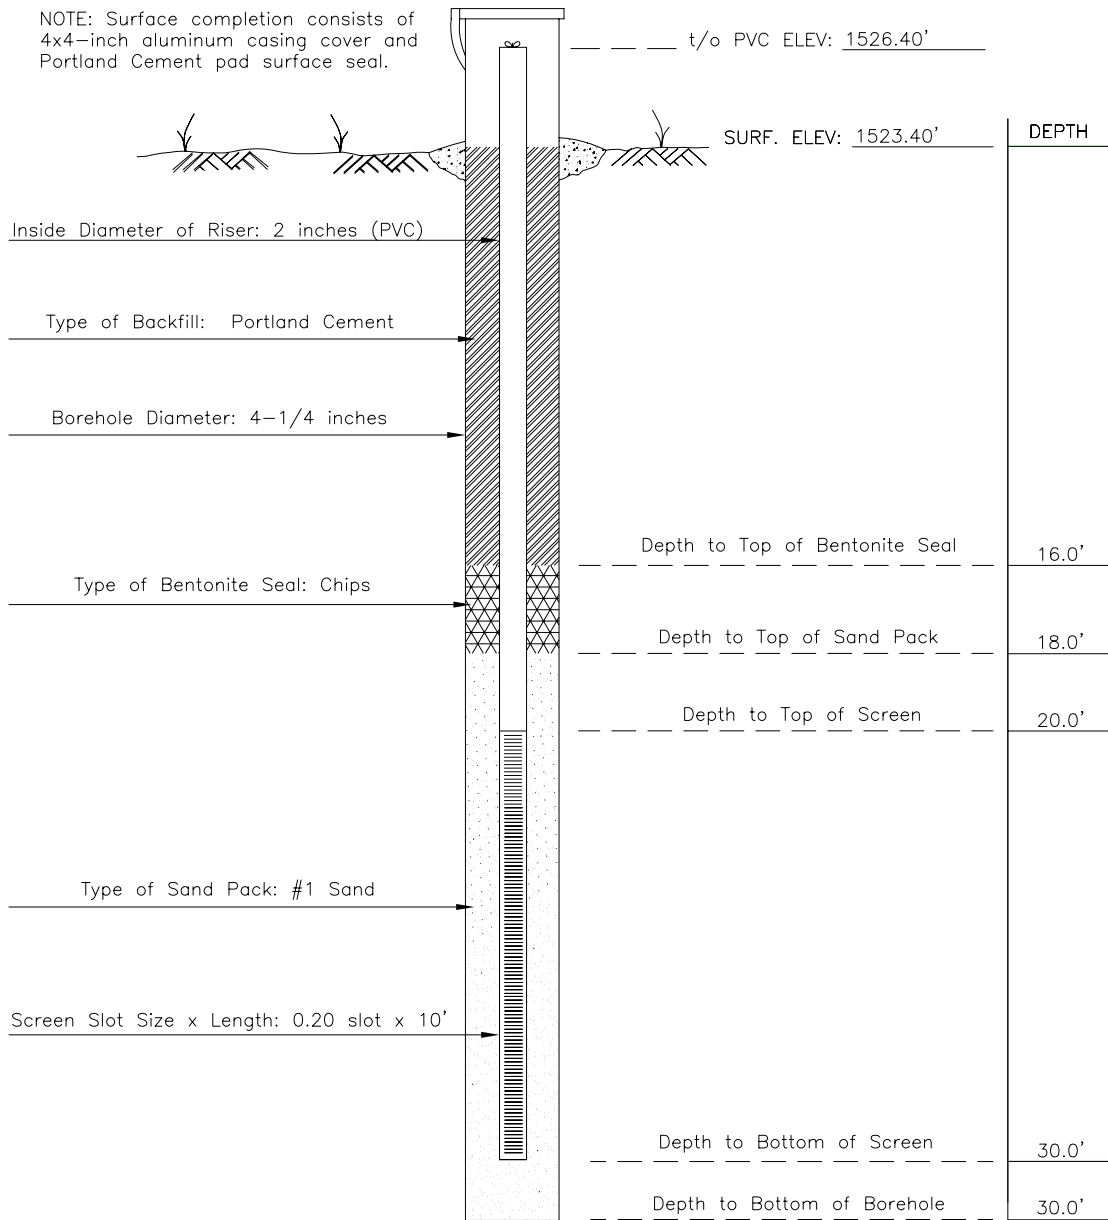 NOTE: Surface completion consists of
4x4-inch aluminum casing cover and
Portland Cement pad surface seal.
t/o PVC ELEV: 1526.40'
SURF. ELEV: 1523.40'
DEPTH
Inside Diameter of Riser: 2 inches (PVC)
Type of Backfill: Portland Cement
Borehole Diameter: 4-1/4 inches
Depth to Top of Bentonite Seal 16.0'
Type of Bentonite Seal: Chips
Depth to Top of Sand Pack 18.0'
Depth to Top of Screen 20.0'
Type of Sand Pack: #1 Sand
Screen Slot Size x Length: 0.20 slot x 10'
Depth to Bottom of Screen 30.0'
Depth to Bottom of Borehole 30.0'